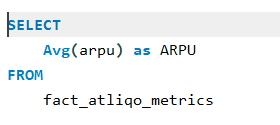 SELECT
    Avg(arpu) as ARPU
FROM
    fact_atliqo_metrics